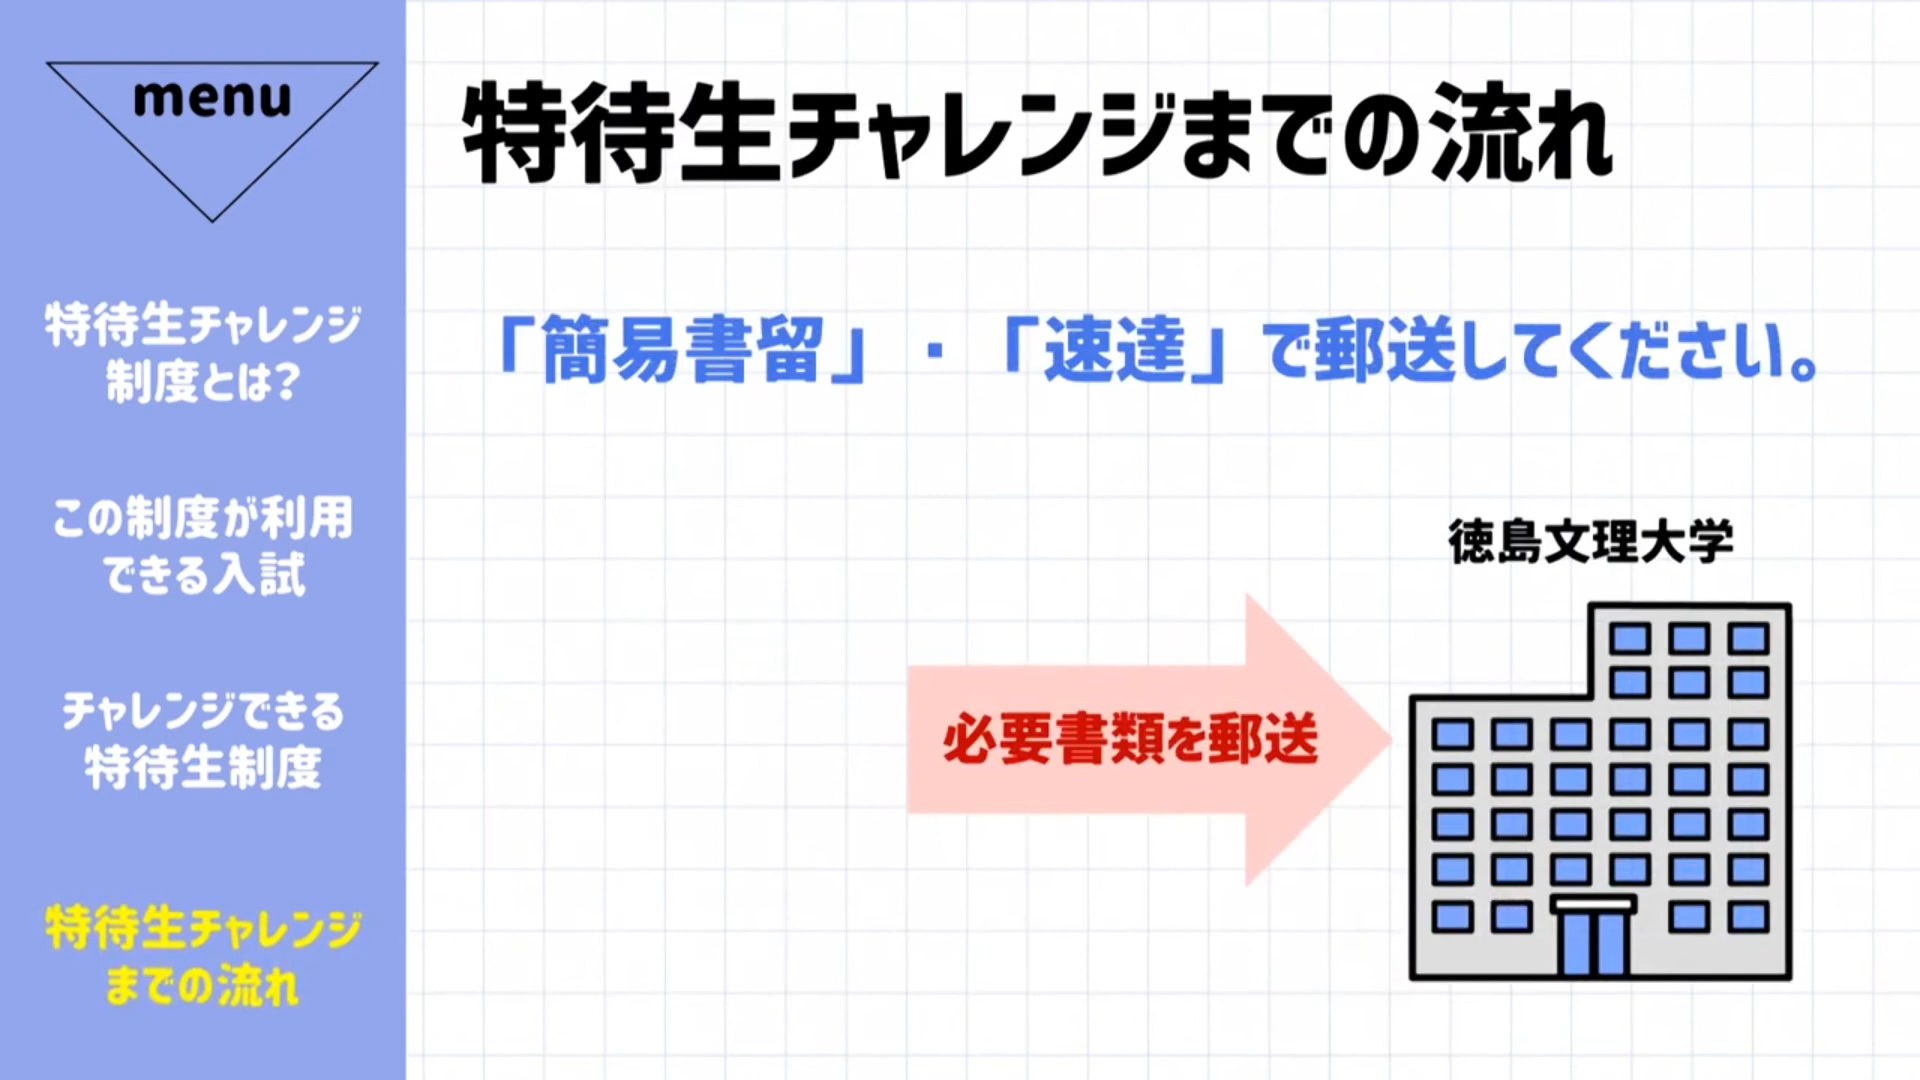 menu
特待生チャレンジ
制度とは?
この制度が利用
できる入試
チャレンジできる
特待生制度
特待生チャレンジ
までの流れ
特待生チャレンジまでの流れ
「簡易書留」・「速達」で郵送してください。
徳島文理大学
必要書類を郵送